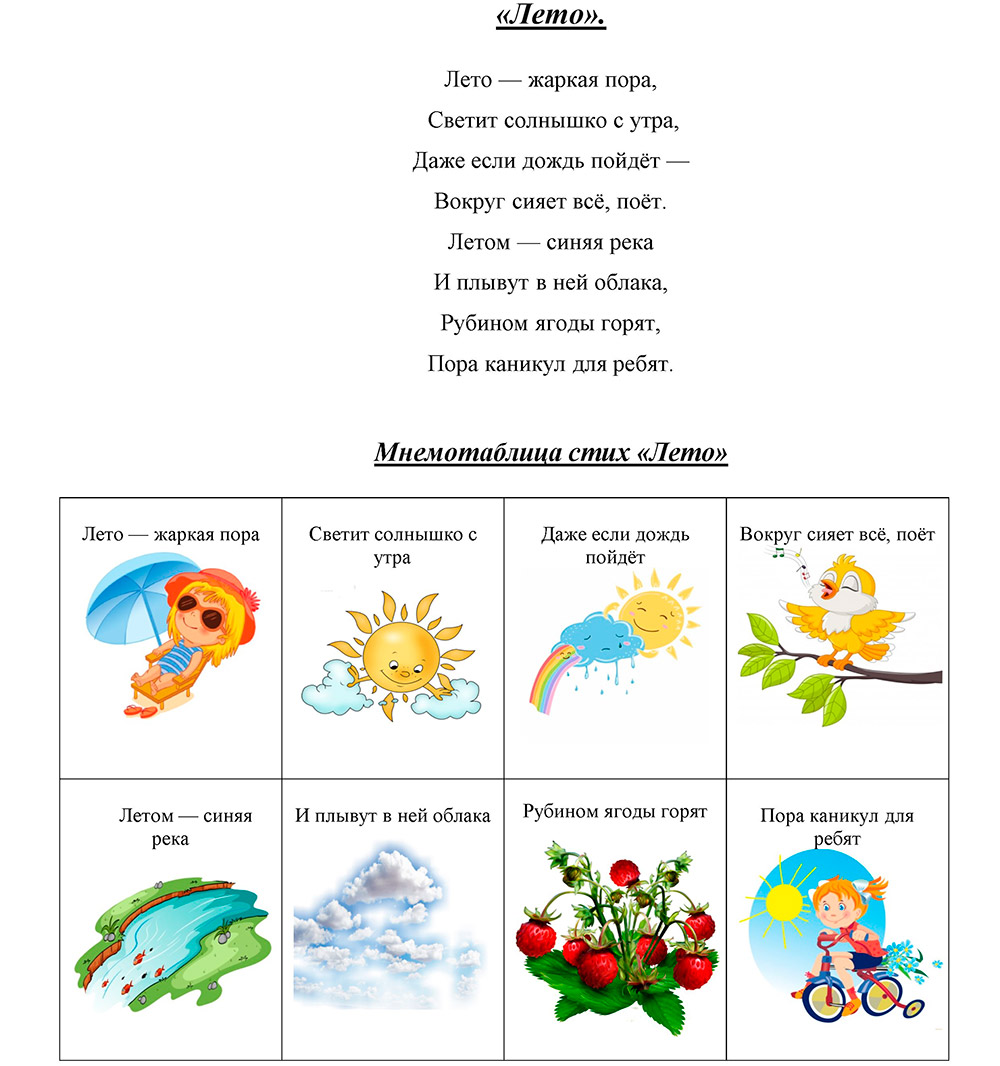 «Лето».
Лето — жаркая пора,
Светит солнышко с утра,
Даже если дождь пойдёт —
Вокруг сияет всё, поёт.
Летом — синяя река
И плывут в ней облака,
Рубином ягоды горят,
Пора каникул для ребят.
Мнемотаблица стих «Лето»
Лето — жаркая пора
Светит солнышко с
утра
Даже если дождь
пойдёт
Вокруг сияет всё, поёт
Летом — синяя
река
И плывут в ней облака
Рубином ягоды горят
Пора каникул для
ребят